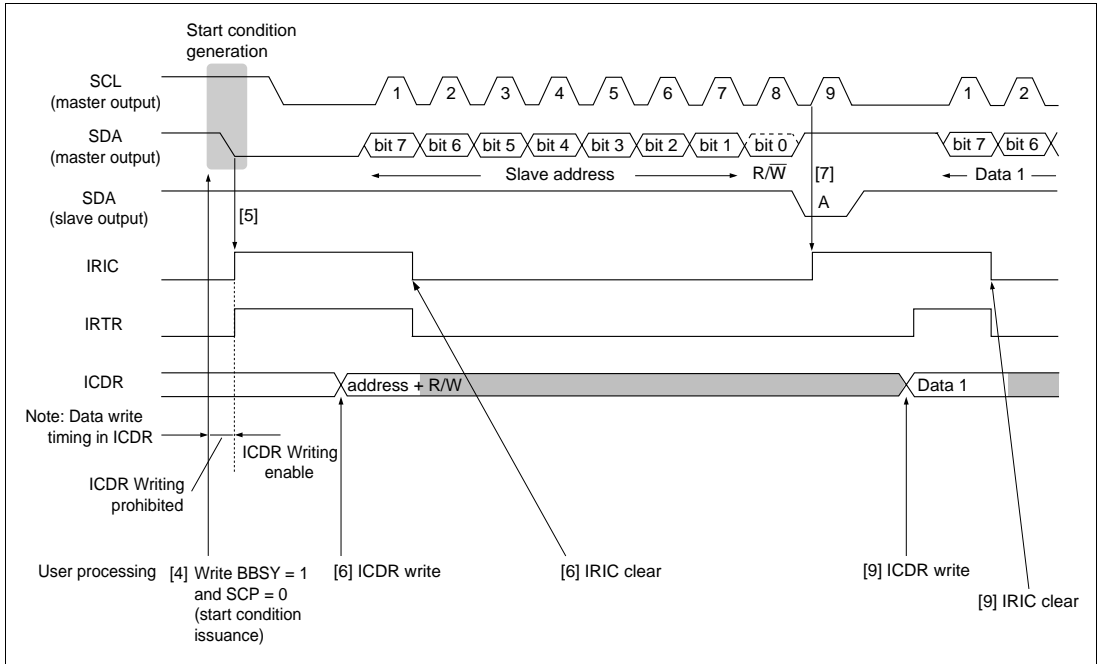 Start condition
generation
SCL
(master output)
1 2 3 4 5 6 7 8 9 1 2
SDA
(master output)
bit 7 bit 6 bit 5 bit 4 bit 3 bit 2 bit 1 bit 0 bit 7 bit 6
Slave address R/W̅ [7] Data 1
SDA
(slave output)
A
[5]
IRIC
IRTR
ICDR
address + R/W Data 1
Note: Data write
timing in ICDR
ICDR Writing
enable
ICDR Writing
prohibited
User processing [4] Write BBSY = 1
and SCP = 0
(start condition
issuance)
[6] ICDR write [6] IRIC clear [9] ICDR write
[9] IRIC clear